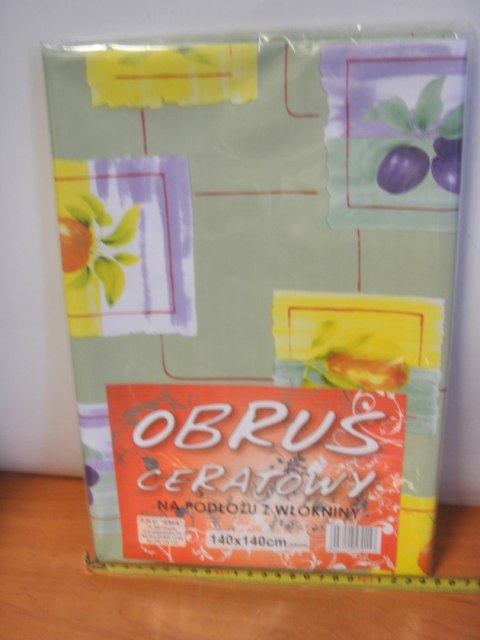 OBRUS
CERATOWY
NA PODŁOŻU Z WŁÓKNINY
140x140cm